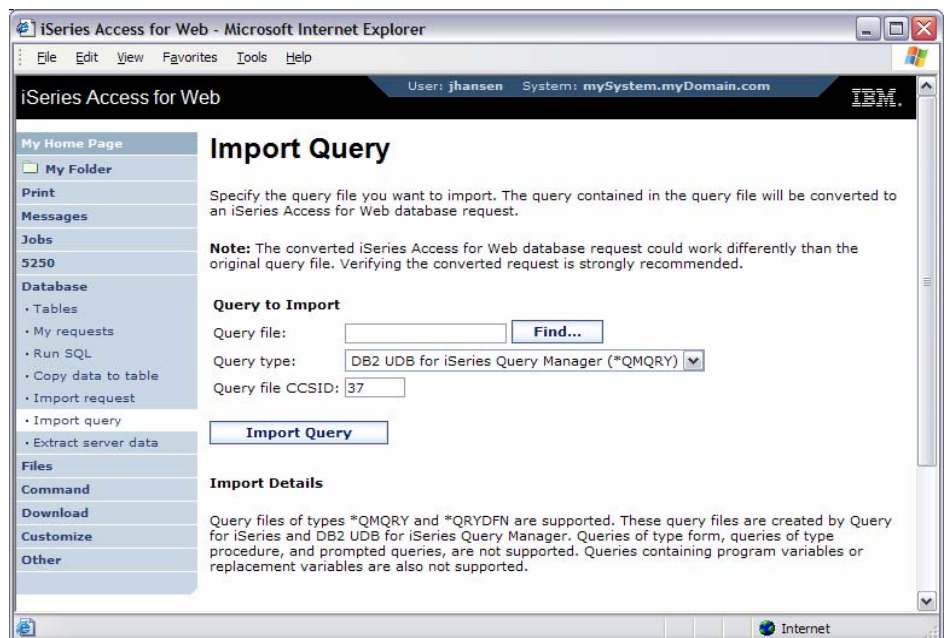 iSeries Access for Web - Microsoft Internet Explorer
File Edit View Favorites Tools Help
iSeries Access for Web
User: jhansen System: mySystem.myDomain.com
IBM.
My Home Page
My Folder
Print
Messages
Jobs
5250
Database
• Tables
• My requests
• Run SQL
• Copy data to table
• Import request
• Import query
• Extract server data
Files
Command
Download
Customize
Other
Import Query
Specify the query file you want to import. The query contained in the query file will be converted to
an iSeries Access for Web database request.
Note: The converted iSeries Access for Web database request could work differently than the
original query file. Verifying the converted request is strongly recommended.
Query to Import
Query file: Find...
Query type: DB2 UDB for iSeries Query Manager (*QMQRY)
Query file CCSID: 37
Import Query
Import Details
Query files of types *QMQRY and *QRYDFN are supported. These query files are created by Query
for iSeries and DB2 UDB for iSeries Query Manager. Queries of type form, queries of type
procedure, and prompted queries, are not supported. Queries containing program variables or
replacement variables are also not supported.
Internet